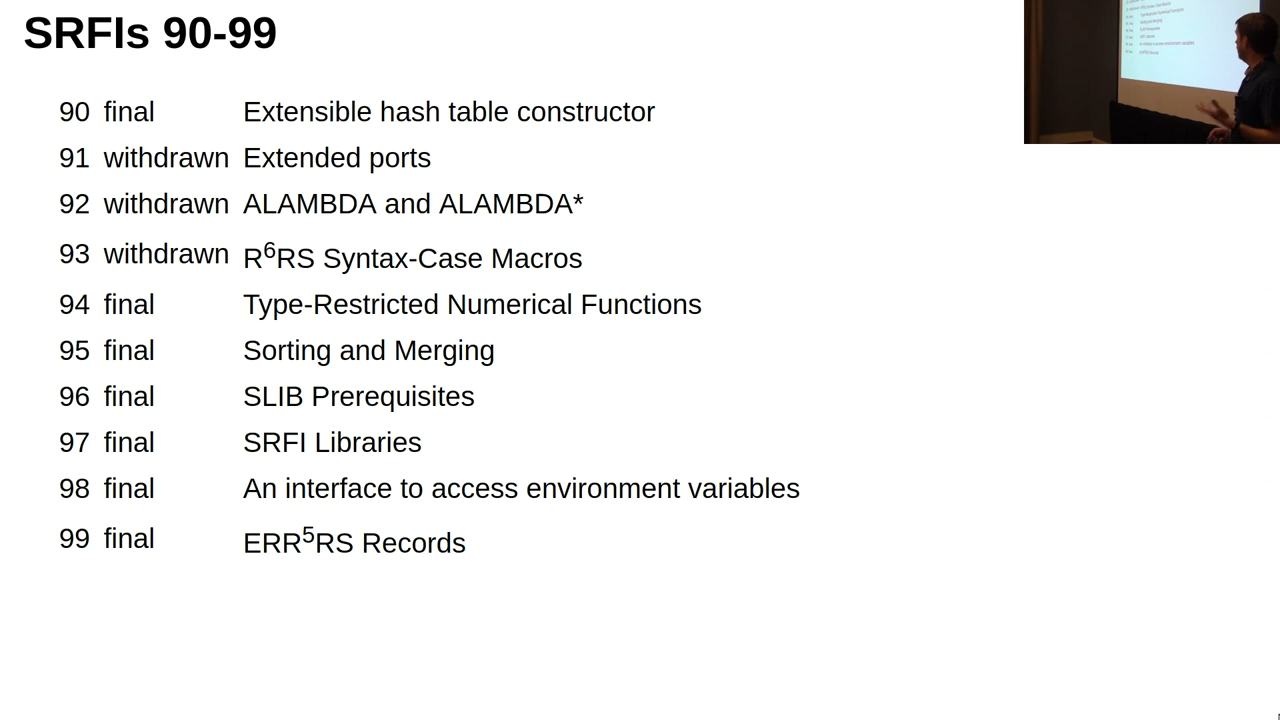 SRFIs 90-99
90 final Extensible hash table constructor
91 withdrawn Extended ports
92 withdrawn ALAMBDA and ALAMBDA*
93 withdrawn R⁶RS Syntax-Case Macros
94 final Type-Restricted Numerical Functions
95 final Sorting and Merging
96 final SLIB Prerequisites
97 final SRFI Libraries
98 final An interface to access environment variables
99 final ERR⁵RS Records